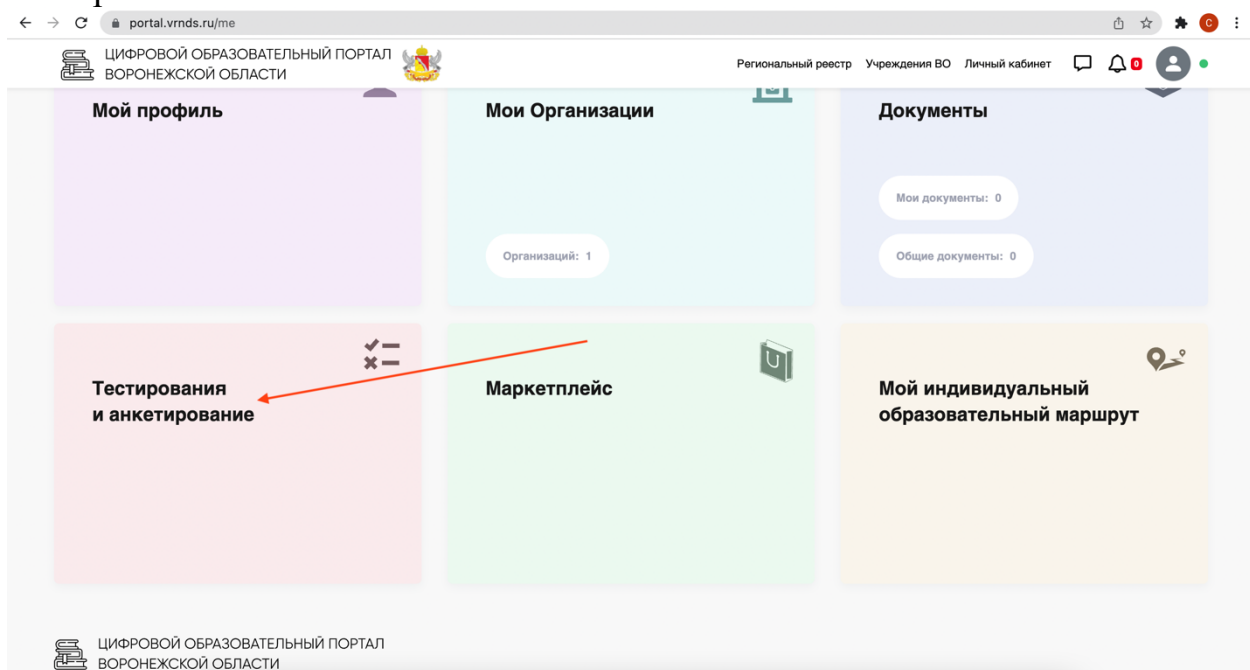 portal.vrnds.ru/me
C
ЦИФРОВОЙ ОБРАЗОВАТЕЛЬНЫЙ ПОРТАЛ
ВОРОНЕЖСКОЙ ОБЛАСТИ
Региональный реестр Учреждения ВО Личный кабинет 0
Мой профиль
Мои Организации
Организаций: 1
Документы
Мои документы: 0
Общие документы: 0
Тестирования
и анкетирование
Маркетплейс
Мой индивидуальный
образовательный маршрут
ЦИФРОВОЙ ОБРАЗОВАТЕЛЬНЫЙ ПОРТАЛ
ВОРОНЕЖСКОЙ ОБЛАСТИ